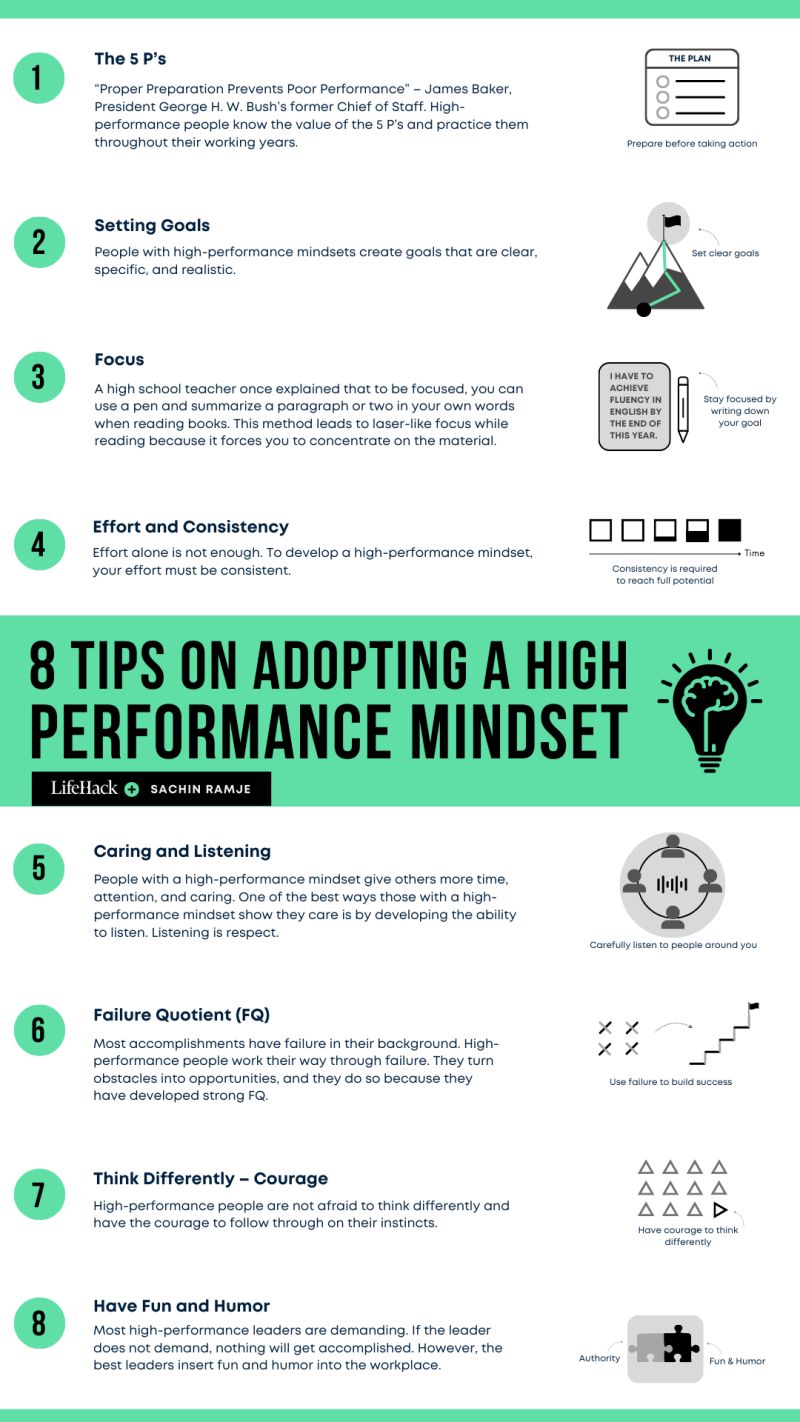 1
The 5 P’s
“Proper Preparation Prevents Poor Performance” – James Baker,
President George H. W. Bush’s former Chief of Staff. High-
performance people know the value of the 5 P’s and practice them
throughout their working years.
THE PLAN
Prepare before taking action
2
Setting Goals
People with high-performance mindsets create goals that are clear,
specific, and realistic.
Set clear goals
3
Focus
A high school teacher once explained that to be focused, you can
use a pen and summarize a paragraph or two in your own words
when reading books. This method leads to laser-like focus while
reading because it forces you to concentrate on the material.
I HAVE TO
ACHIEVE
FLUENCY IN
ENGLISH BY
THE END OF
THIS YEAR.
Stay focused by
writing down
your goal
4
Effort and Consistency
Effort alone is not enough. To develop a high-performance mindset,
your effort must be consistent.
Time
Consistency is required
to reach full potential
8 TIPS ON ADOPTING A HIGH
PERFORMANCE MINDSET
LifeHack + SACHIN RAMJE
5
Caring and Listening
People with a high-performance mindset give others more time,
attention, and caring. One of the best ways those with a high-
performance mindset show they care is by developing the ability
to listen. Listening is respect.
Carefully listen to people around you
6
Failure Quotient (FQ)
Most accomplishments have failure in their background. High-
performance people work their way through failure. They turn
obstacles into opportunities, and they do so because they
have developed strong FQ.
Use failure to build success
7
Think Differently – Courage
High-performance people are not afraid to think differently and
have the courage to follow through on their instincts.
Have courage to think
differently
8
Have Fun and Humor
Most high-performance leaders are demanding. If the leader
does not demand, nothing will get accomplished. However, the
best leaders insert fun and humor into the workplace.
Authority
Fun & Humor